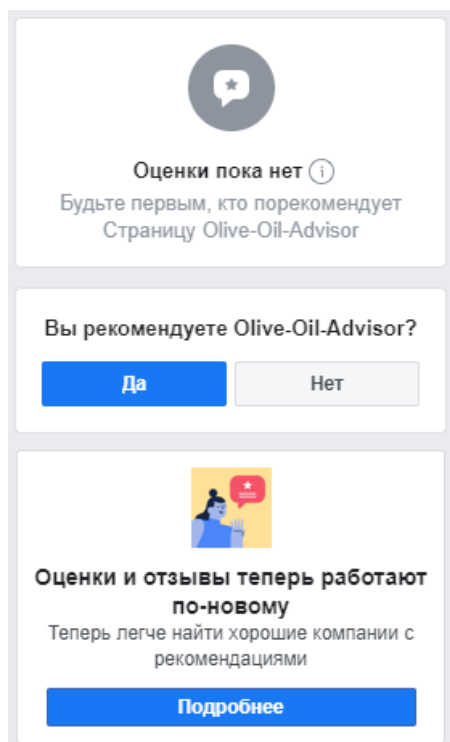 Оценки пока нет
Будьте первым, кто порекомендует
Страницу Olive-Oil-Advisor
Вы рекомендуете Olive-Oil-Advisor?
Да
Нет
Оценки и отзывы теперь работают
по-новому
Теперь легче найти хорошие компании с
рекомендациями
Подробнее